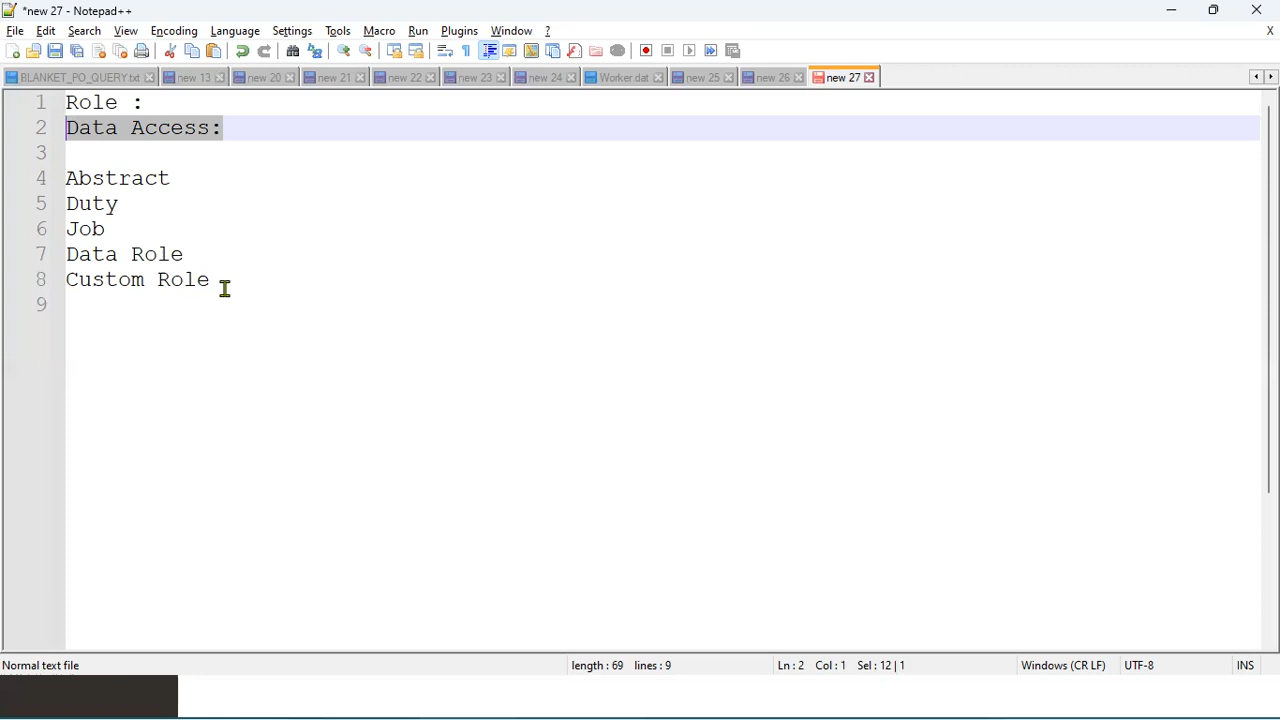 *new 27 - Notepad++
File Edit Search View Encoding Language Settings Tools Macro Run Plugins Window ? X
BLANKET_PO_QUERY.txt new 13 new 20 new 21 new 22 new 23 new 24 Worker.dat new 25 new 26 new 27
1 Role :
2 Data Access:
3
4 Abstract
5 Duty
6 Job
7 Data Role
8 Custom Role
9
Normal text file length : 69 lines : 9 Ln : 2 Col : 1 Sel : 12 | 1 Windows (CR LF) UTF-8 INS